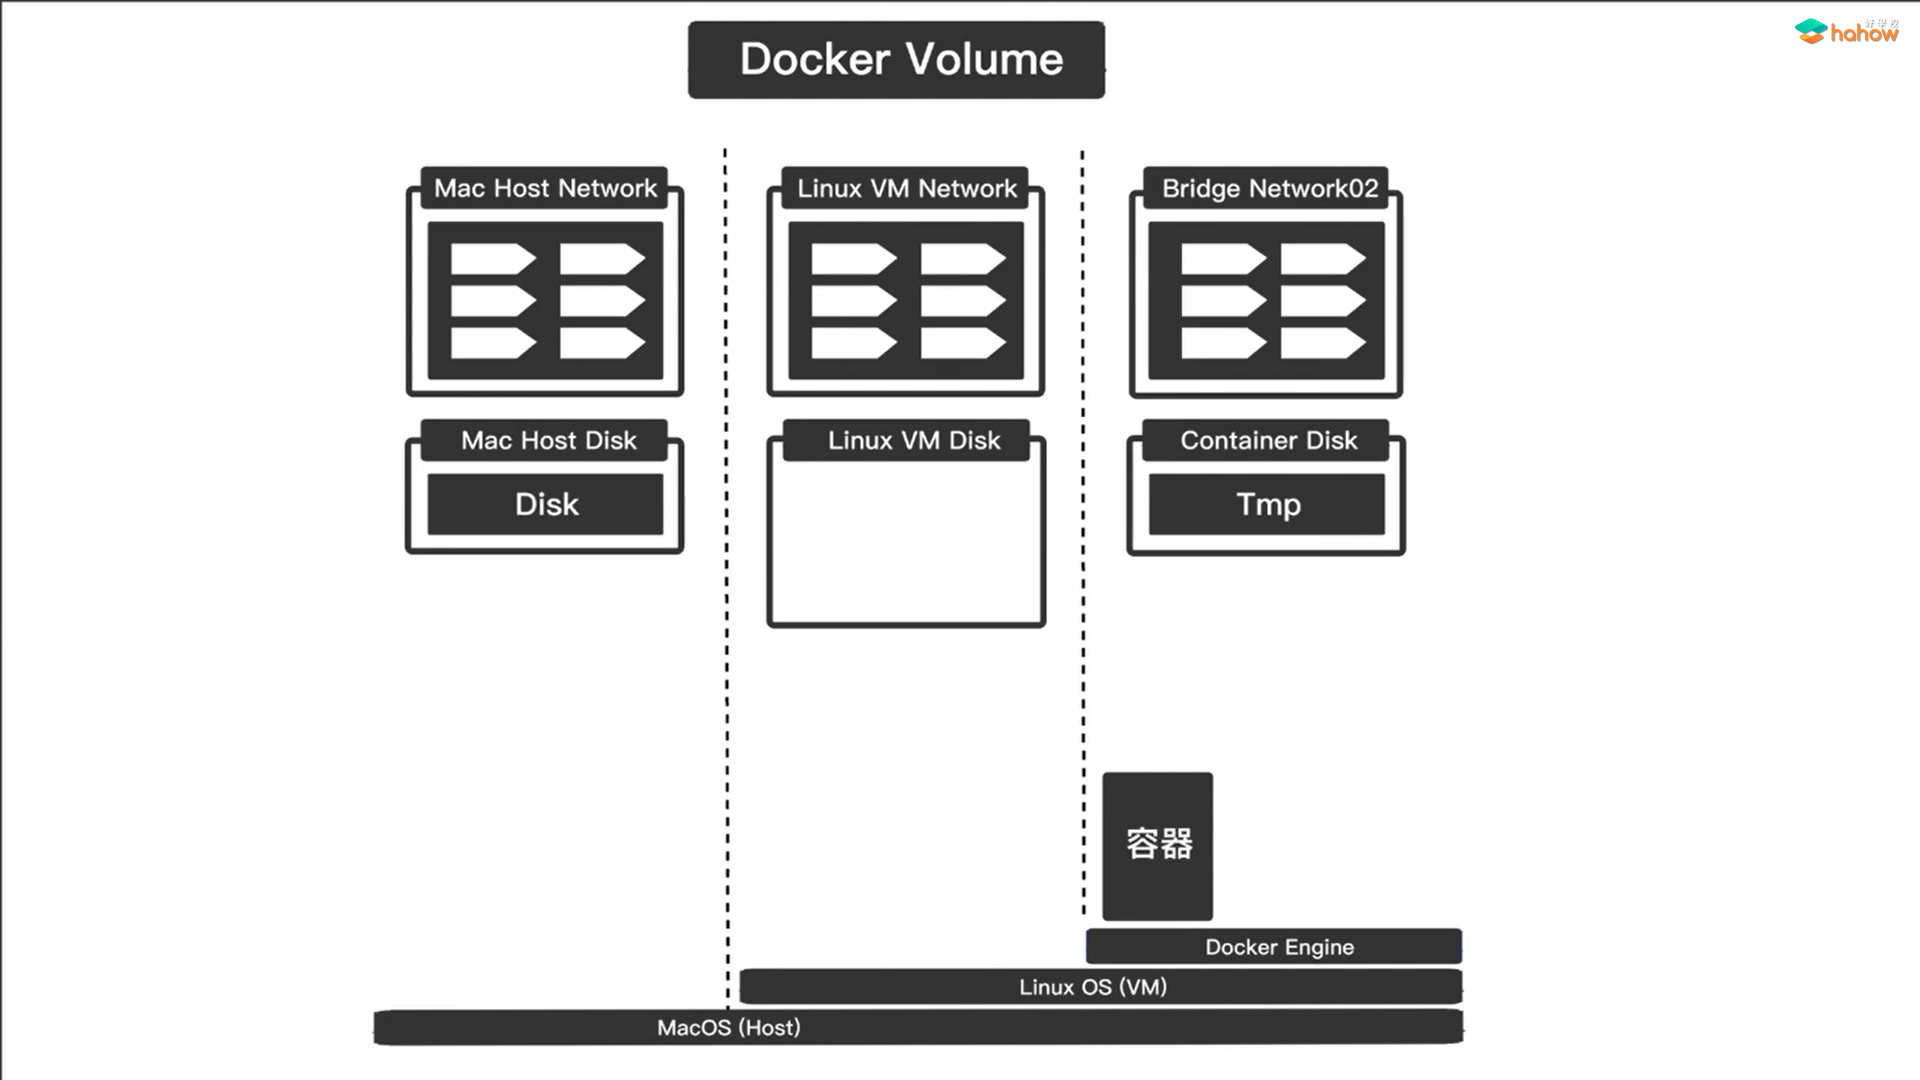 Docker Volume
好學校
hahow
Mac Host Network
Linux VM Network
Bridge Network02
Mac Host Disk
Linux VM Disk
Container Disk
Disk
Tmp
容器
Docker Engine
Linux OS (VM)
MacOS (Host)